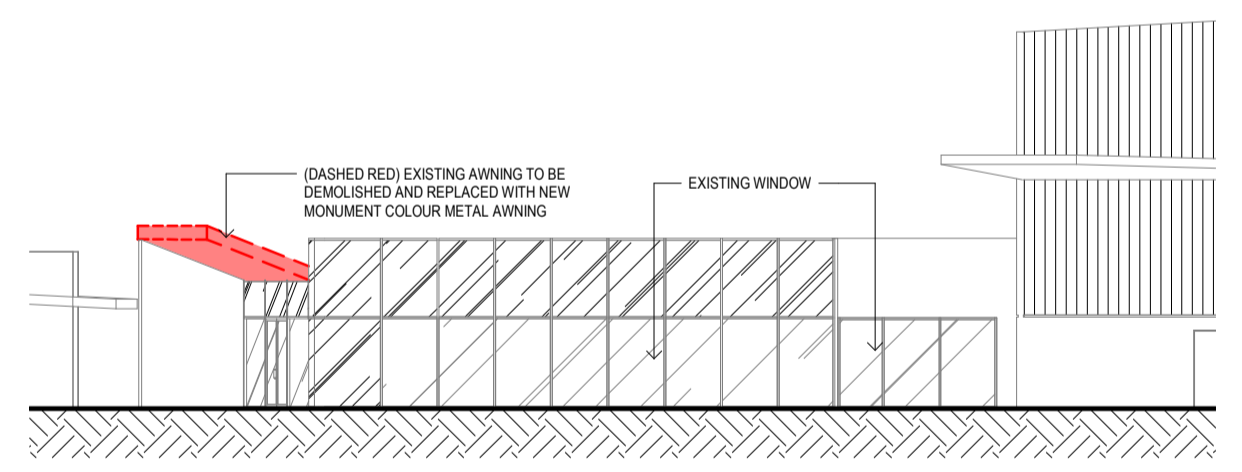 (DASHED RED) EXISTING AWNING TO BE
DEMOLISHED AND REPLACED WITH NEW
MONUMENT COLOUR METAL AWNING
EXISTING WINDOW